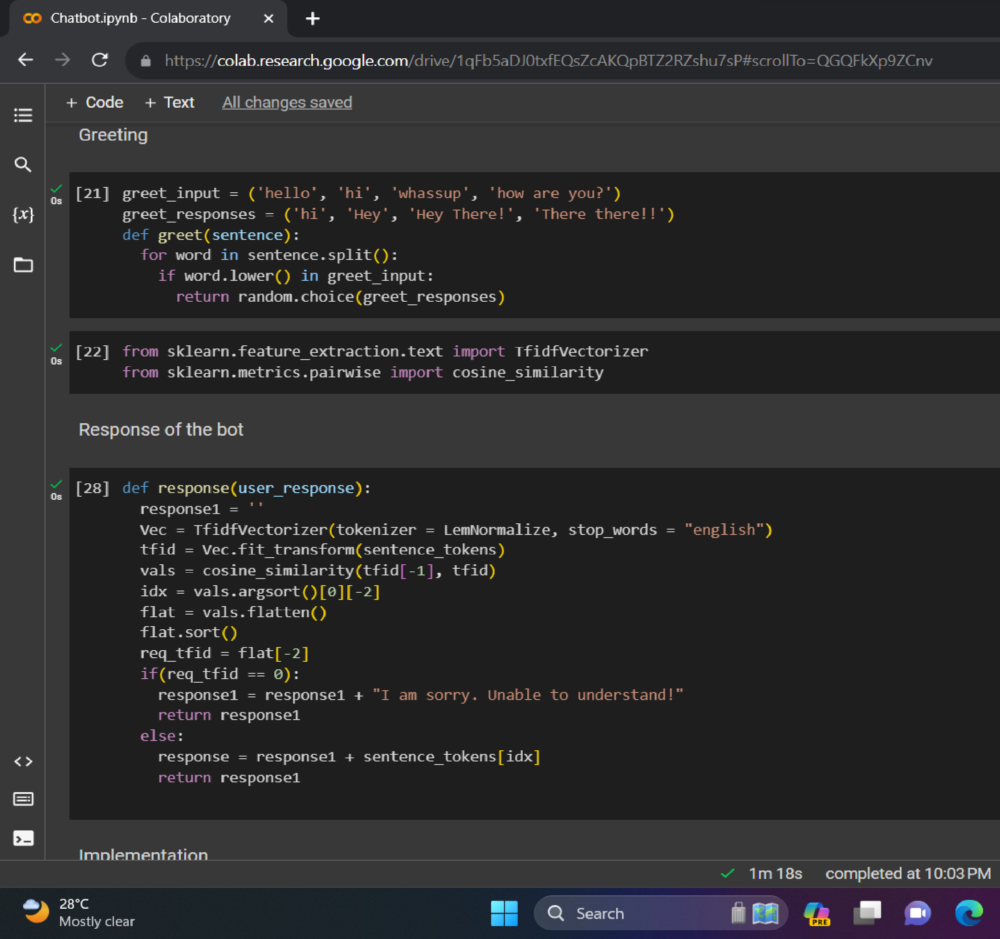 Chatbot.ipynb - Colaboratory
https://colab.research.google.com/drive/1qFb5aDJ0txfEQsZcAKQpBTZ2RZshu7sP#scrollTo=QGQFkXp9ZCnv
+ Code + Text All changes saved
Greeting
{x}
0s
[21] greet_input = ('hello', 'hi', 'whassup', 'how are you?')
greet_responses = ('hi', 'Hey', 'Hey There!', 'There there!!')
def greet(sentence):
for word in sentence.split():
if word.lower() in greet_input:
return random.choice(greet_responses)
0s
[22] from sklearn.feature_extraction.text import TfidfVectorizer
from sklearn.metrics.pairwise import cosine_similarity
Response of the bot
0s
[28] def response(user_response):
response1 = ''
Vec = TfidfVectorizer(tokenizer = LemNormalize, stop_words = "english")
tfid = Vec.fit_transform(sentence_tokens)
vals = cosine_similarity(tfid[-1], tfid)
idx = vals.argsort()[0][-2]
flat = vals.flatten()
flat.sort()
req_tfid = flat[-2]
if(req_tfid == 0):
response1 = response1 + "I am sorry. Unable to understand!"
return response1
else:
response = response1 + sentence_tokens[idx]
return response1
Implementation
1m 18s completed at 10:03 PM
28°C
Mostly clear
Search
PRE